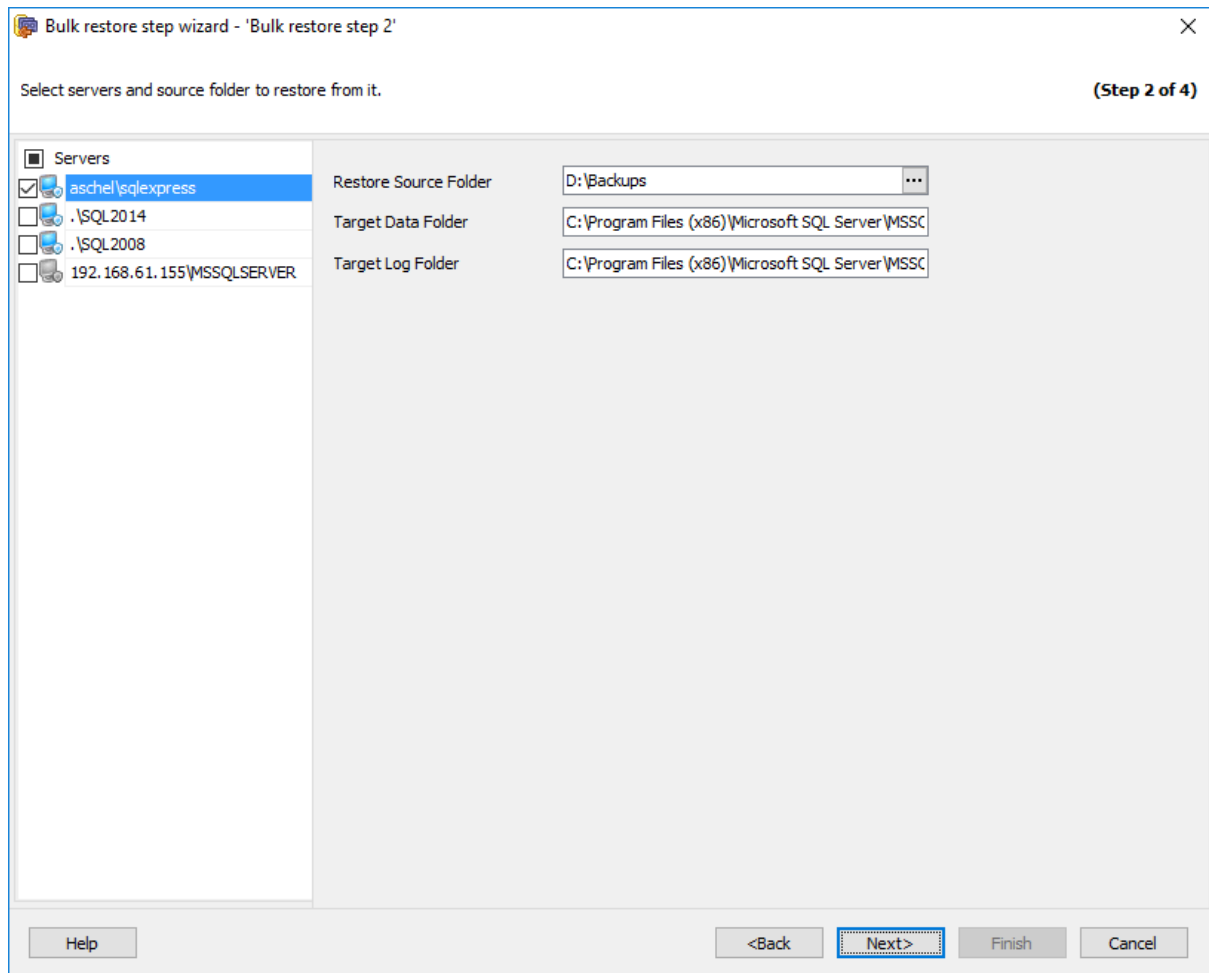 Bulk restore step wizard - 'Bulk restore step 2'
Select servers and source folder to restore from it.
(Step 2 of 4)
Servers
aschel\sqlexpress
.\SQL2014
.\SQL2008
192.168.61.155\MSSQLSERVER
Restore Source Folder
D:\Backups
...
Target Data Folder
C:\Program Files (x86)\Microsoft SQL Server\MSSC
Target Log Folder
C:\Program Files (x86)\Microsoft SQL Server\MSSC
Help
<Back
Next>
Finish
Cancel